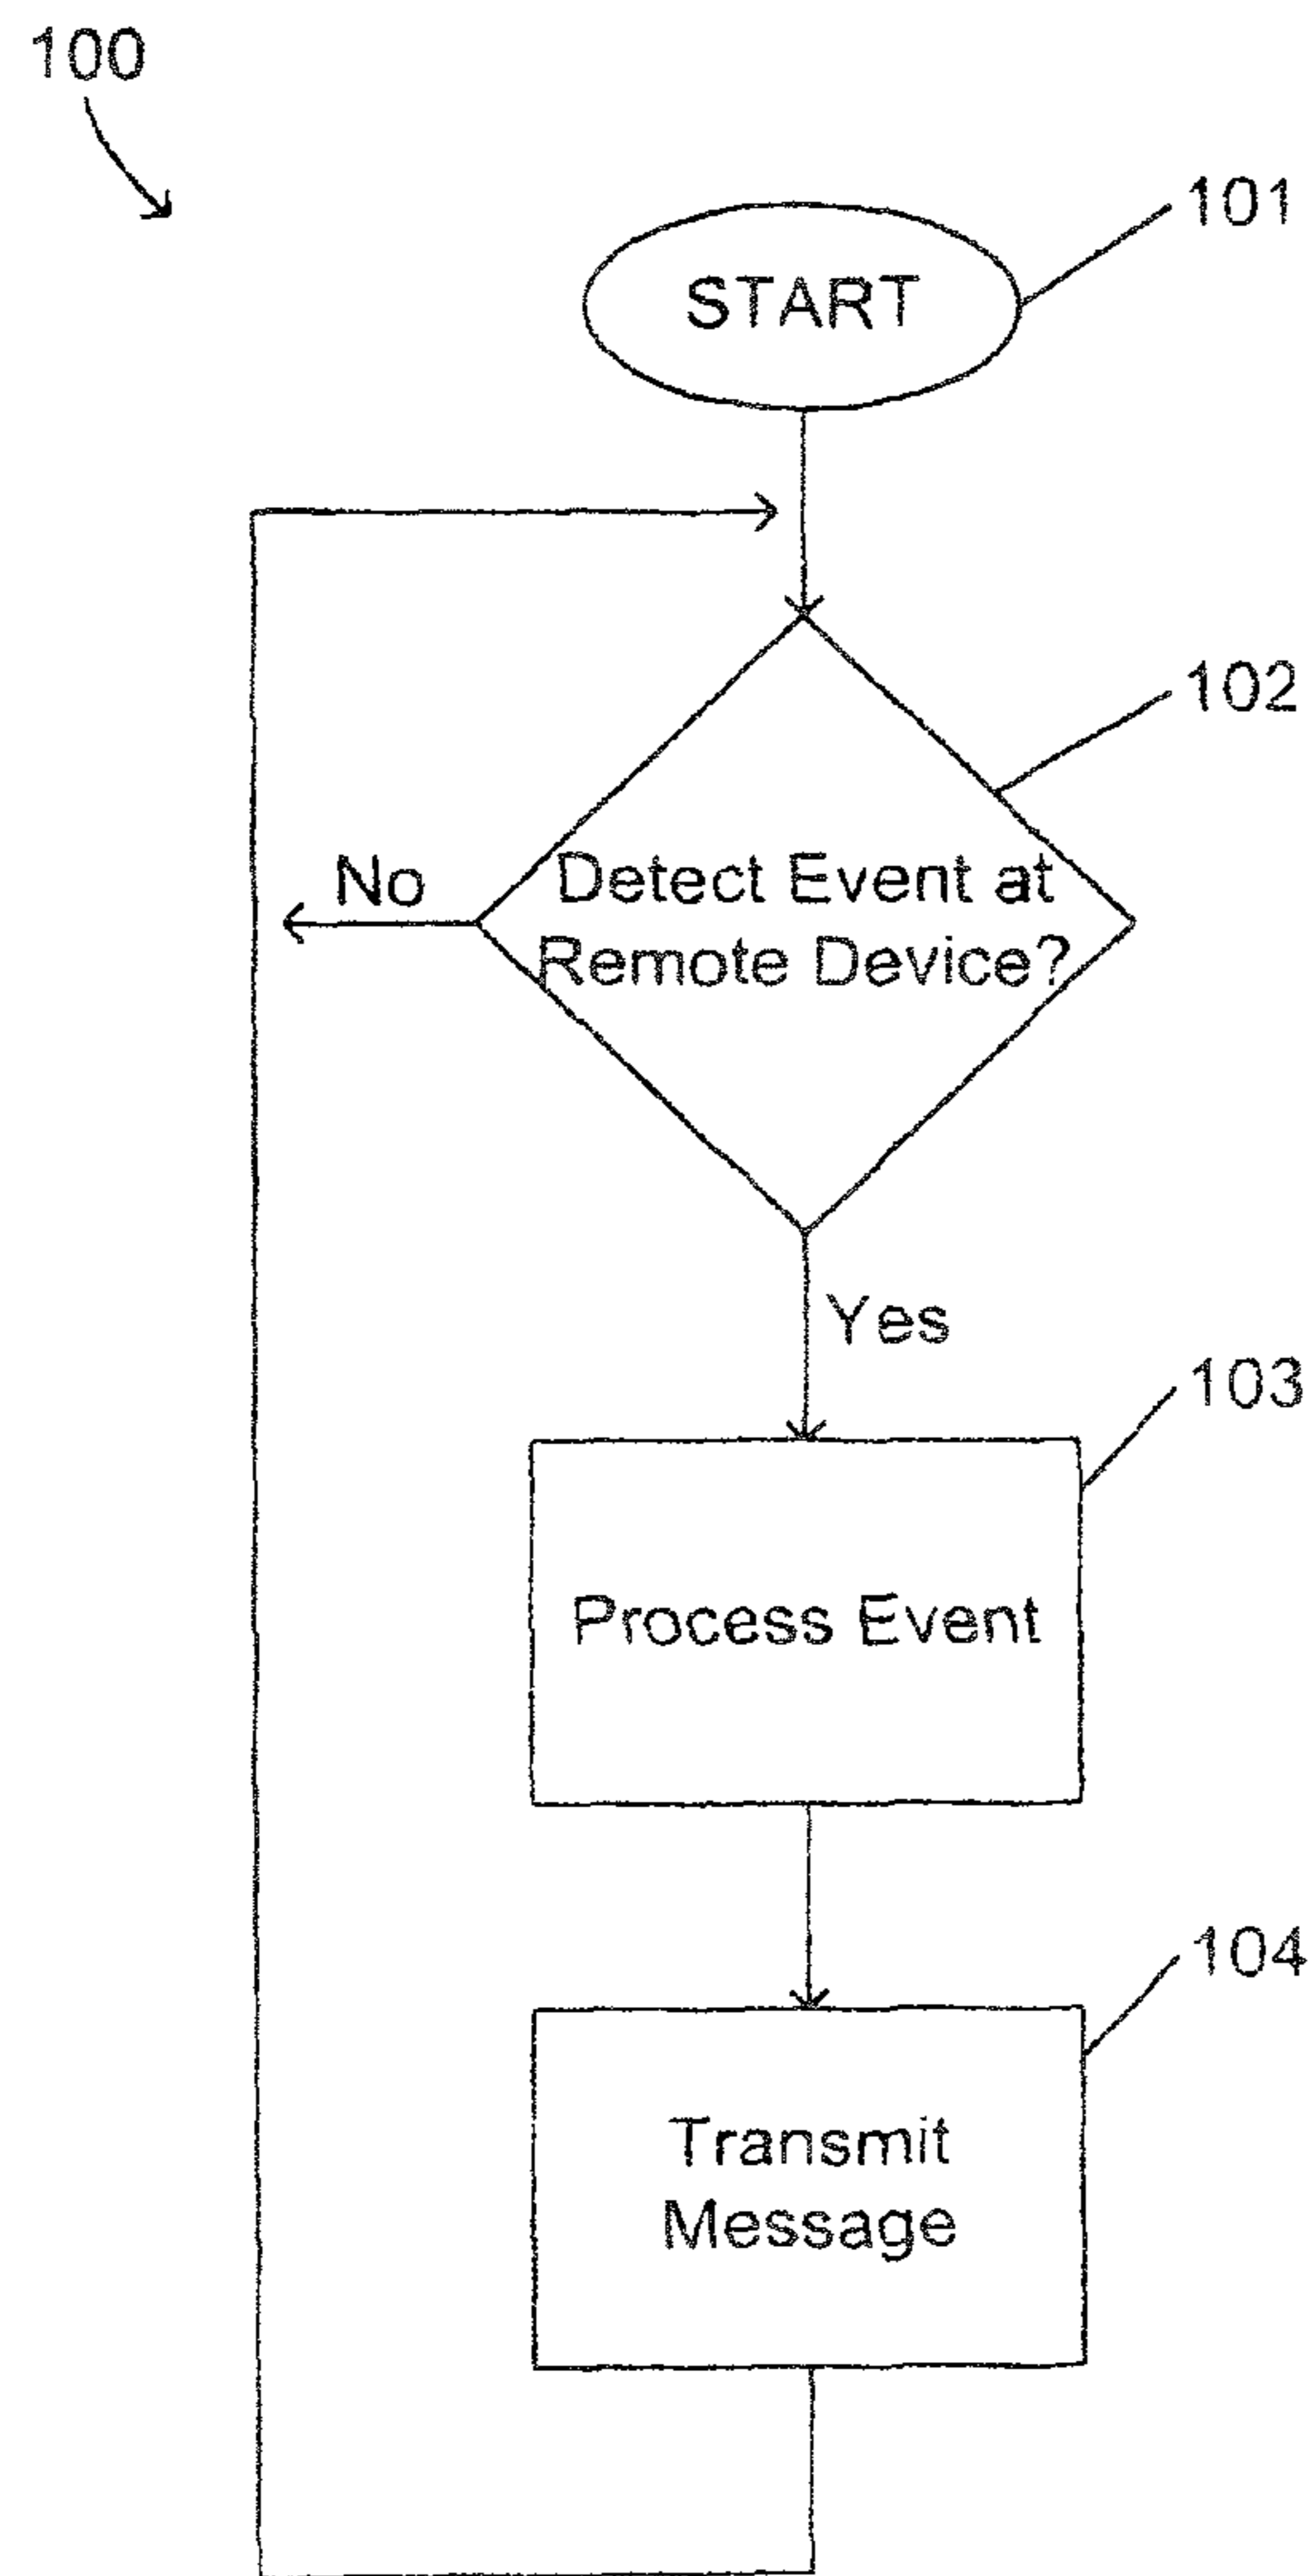 100
101
START
102
No
Detect Event at
Remote Device?
Yes
103
Process Event
104
Transmit
Message